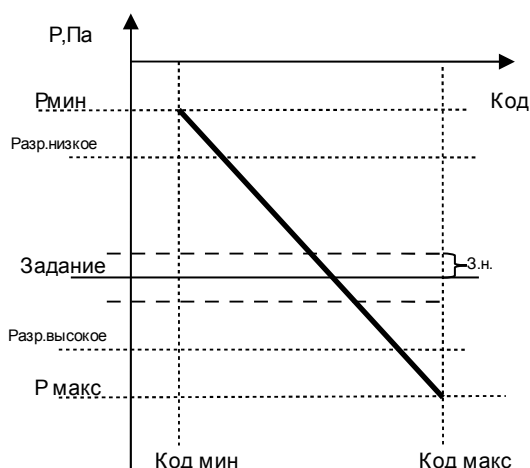 Р,Па
Рмин
Код
Разр.низкое
Задание
З.н.
Разр.высокое
Р макс
Код мин
Код макс